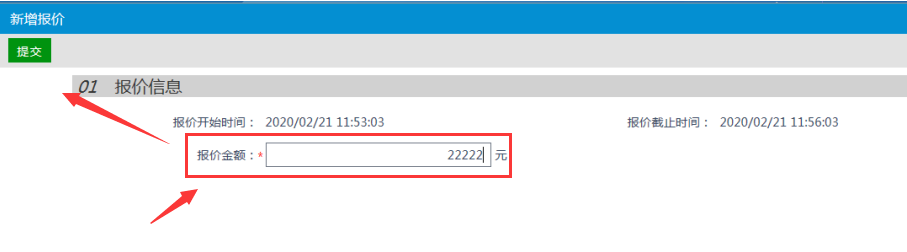 新增报价
提交
01 报价信息
报价开始时间： 2020/02/21 11:53:03 报价截止时间： 2020/02/21 11:56:03
报价金额：* 22222 元